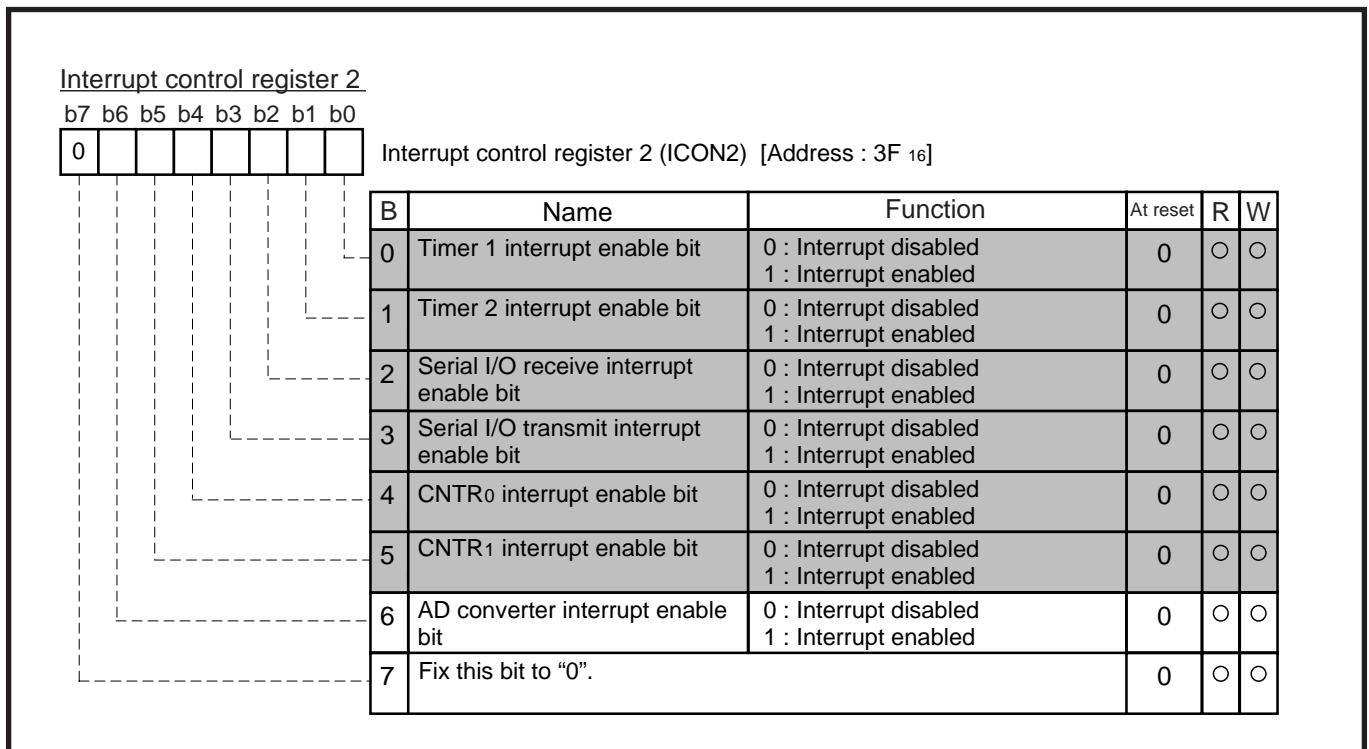 Interrupt control register 2
b7 b6 b5 b4 b3 b2 b1 b0
0
Interrupt control register 2 (ICON2) [Address : 3F 16]
B Name Function At reset R W
0 Timer 1 interrupt enable bit 0 : Interrupt disabled 0 ○ ○
1 : Interrupt enabled
1 Timer 2 interrupt enable bit 0 : Interrupt disabled 0 ○ ○
1 : Interrupt enabled
2 Serial I/O receive interrupt 0 : Interrupt disabled 0 ○ ○
enable bit 1 : Interrupt enabled
3 Serial I/O transmit interrupt 0 : Interrupt disabled 0 ○ ○
enable bit 1 : Interrupt enabled
4 CNTR0 interrupt enable bit 0 : Interrupt disabled 0 ○ ○
1 : Interrupt enabled
5 CNTR1 interrupt enable bit 0 : Interrupt disabled 0 ○ ○
1 : Interrupt enabled
6 AD converter interrupt enable 0 : Interrupt disabled 0 ○ ○
bit 1 : Interrupt enabled
7 Fix this bit to “0”. 0 ○ ○